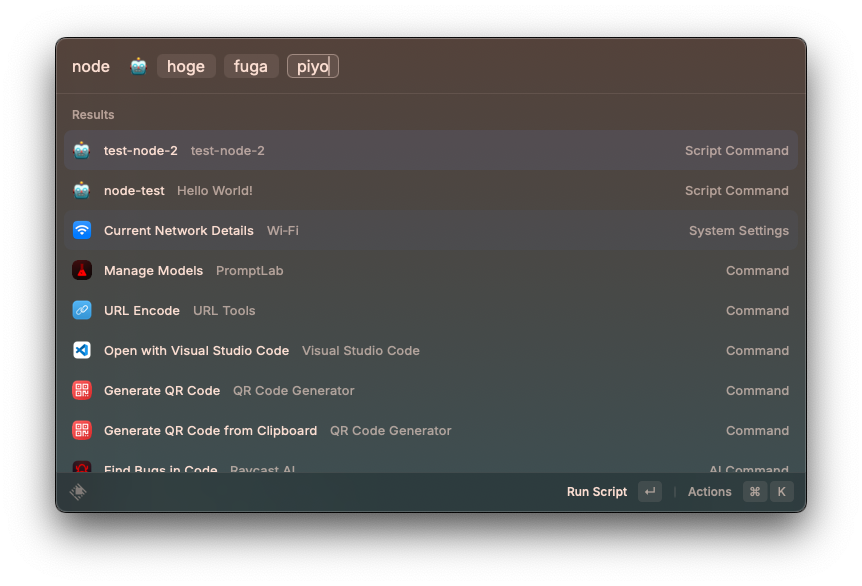 node hoge fuga piyo
Results
test-node-2 test-node-2 Script Command
node-test Hello World! Script Command
Current Network Details Wi-Fi System Settings
Manage Models PromptLab Command
URL Encode URL Tools Command
Open with Visual Studio Code Visual Studio Code Command
Generate QR Code QR Code Generator Command
Generate QR Code from Clipboard QR Code Generator Command
Find Bugs in Code Raycast AI AI Command
Run Script ↵ Actions ⌘ K